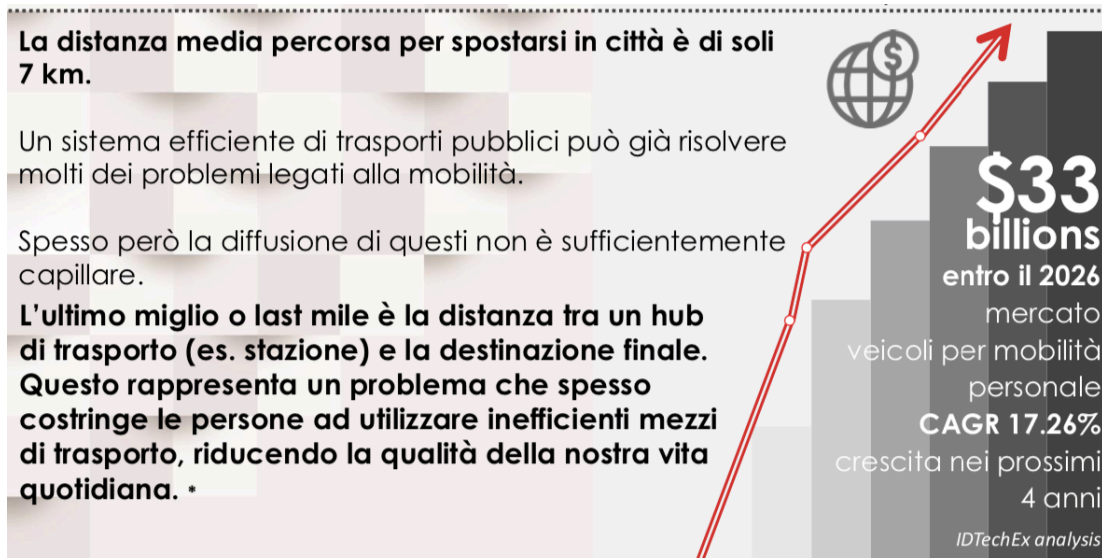 La distanza media percorsa per spostarsi in città è di soli
7 km.
Un sistema efficiente di trasporti pubblici può già risolvere
molti dei problemi legati alla mobilità.
Spesso però la diffusione di questi non è sufficientemente
capillare.
L'ultimo miglio o last mile è la distanza tra un hub
di trasporto (es. stazione) e la destinazione finale.
Questo rappresenta un problema che spesso
costringe le persone ad utilizzare inefficienti mezzi
di trasporto, riducendo la qualità della nostra vita
quotidiana. *
$
$33
billions
entro il 2026
mercato
veicoli per mobilità
personale
CAGR 17.26%
crescita nei prossimi
4 anni
IDTechEx analysis